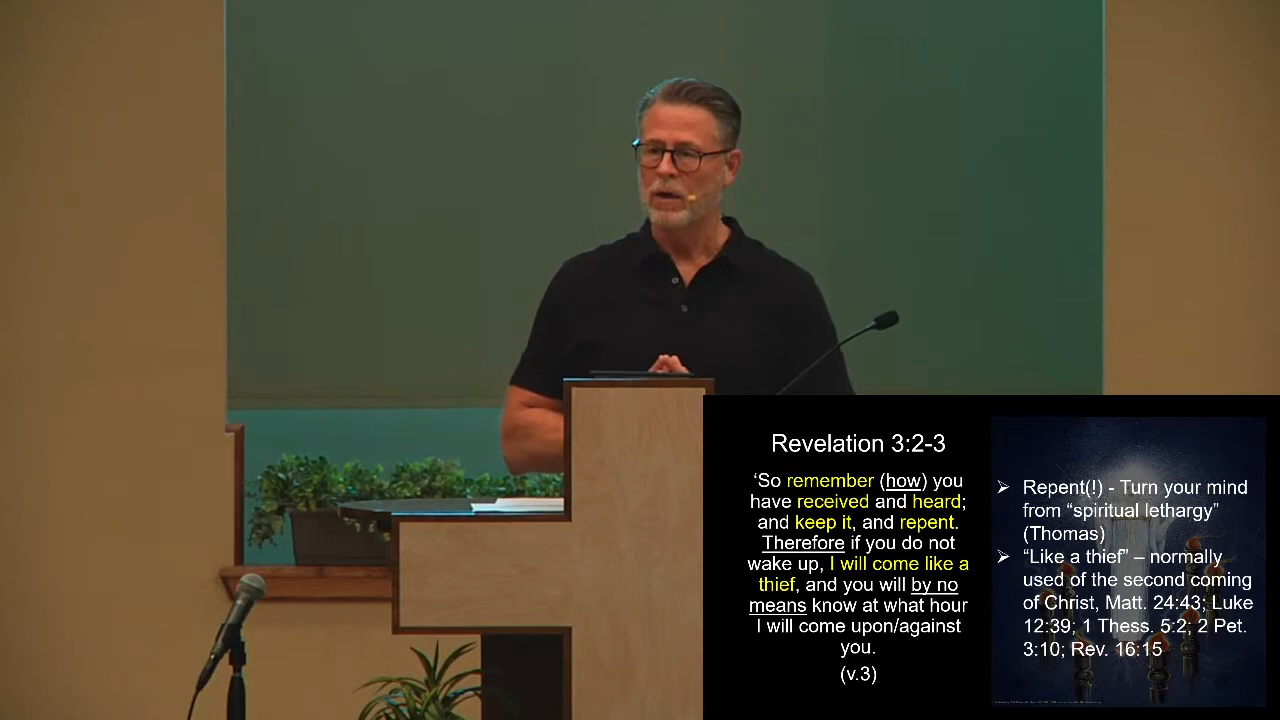 Revelation 3:2-3
‘So remember (how) you
have received and heard;
and keep it, and repent.
Therefore if you do not
wake up, I will come like a
thief, and you will by no
means know at what hour
I will come upon/against
you.
(v.3)
➢ Repent(!) - Turn your mind
from “spiritual lethargy”
(Thomas)
➢ “Like a thief” – normally
used of the second coming
of Christ, Matt. 24:43; Luke
12:39; 1 Thess. 5:2; 2 Pet.
3:10; Rev. 16:15